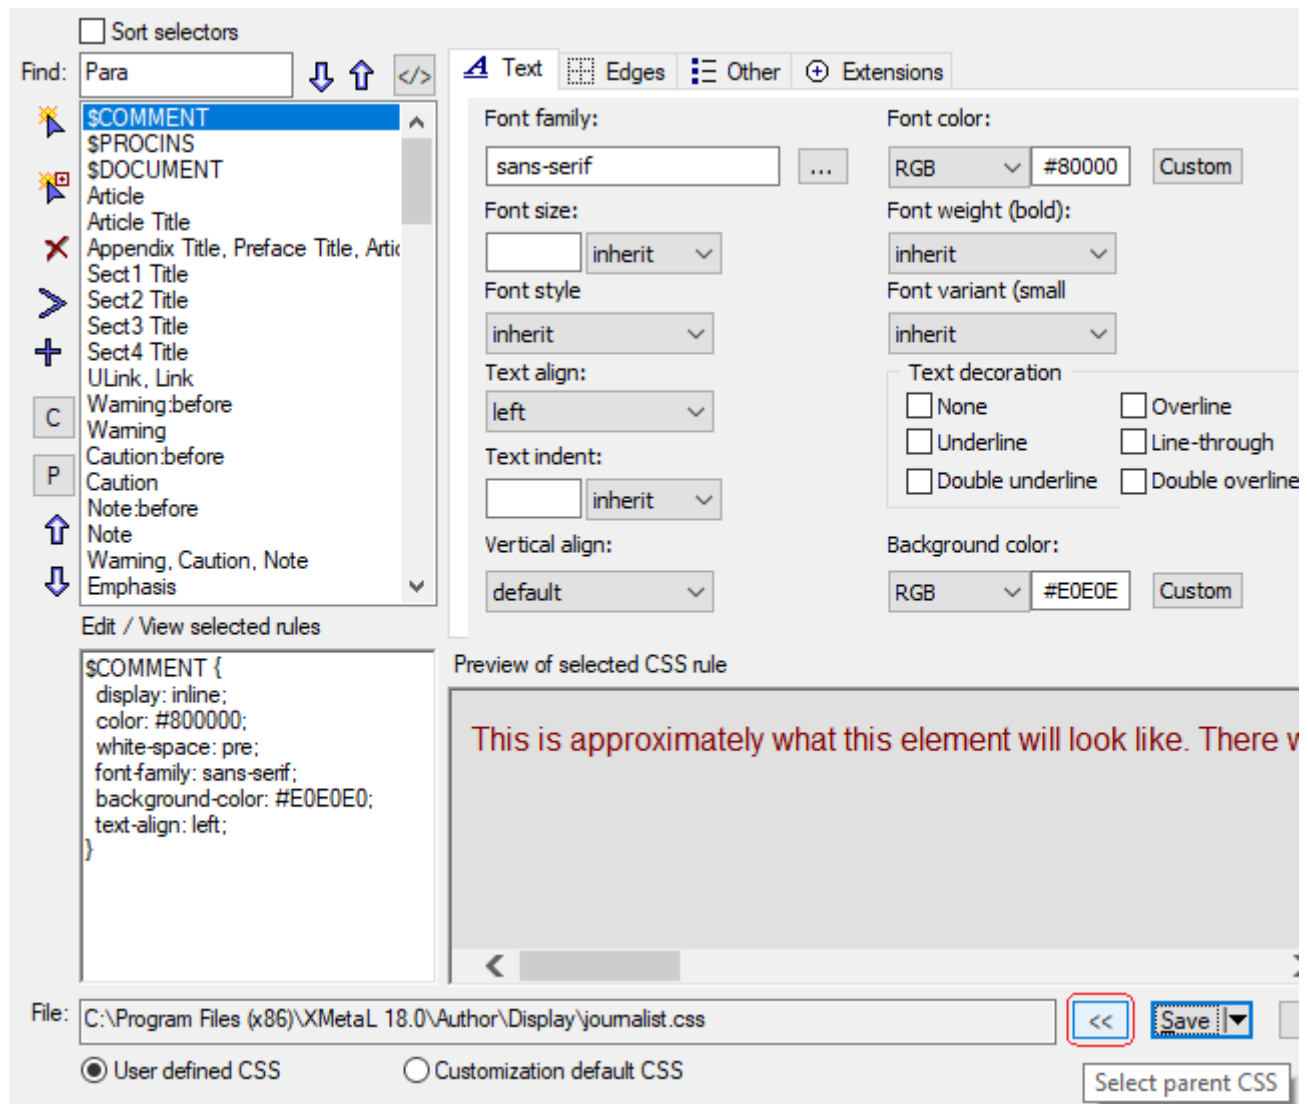 Sort selectors
Find: Para </>
Text Edges Other Extensions
$COMMENT
$PROCINS
$DOCUMENT
Article
Article Title
Appendix Title, Preface Title, Artic
Sect1 Title
Sect2 Title
Sect3 Title
Sect4 Title
ULink, Link
Warning:before
Warning
Caution:before
Caution
Note:before
Note
Warning, Caution, Note
Emphasis
C
P
Font family: Font color:
sans-serif ... RGB #80000 Custom
Font size: Font weight (bold):
inherit inherit
Font style Font variant (small
inherit inherit
Text align: Text decoration
left None Overline
Underline Line-through
Text indent:
Double underline Double overline
inherit
Vertical align: Background color:
default RGB #E0E0E Custom
Edit / View selected rules
$COMMENT {
display: inline;
color: #800000;
white-space: pre;
font-family: sans-serif;
background-color: #E0E0E0;
text-align: left;
}
Preview of selected CSS rule
This is approximately what this element will look like. There w
File: C:\Program Files (x86)\XMetaL 18.0\Author\Display\journalist.css << Save
User defined CSS Customization default CSS
Select parent CSS